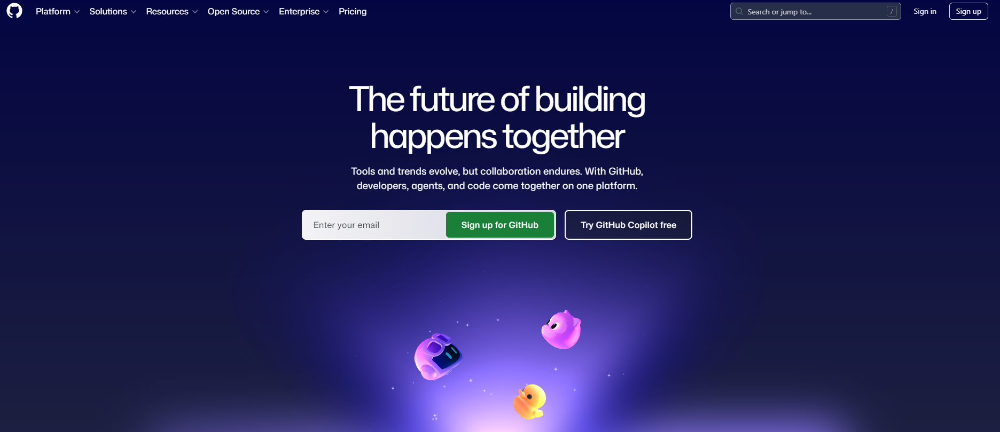 Platform Solutions Resources Open Source Enterprise Pricing Search or jump to... / Sign in Sign up
The future of building
happens together
Tools and trends evolve, but collaboration endures. With GitHub,
developers, agents, and code come together on one platform.
Enter your email Sign up for GitHub Try GitHub Copilot free